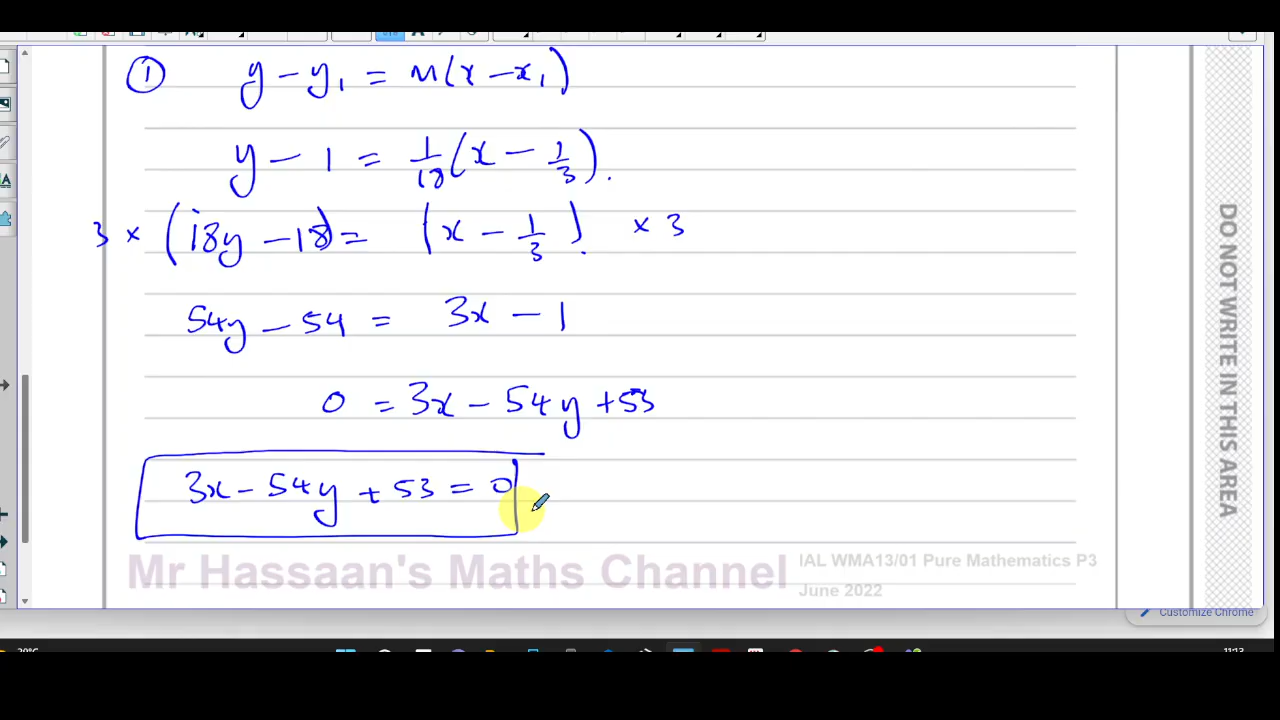 ① y - y₁ = m(x - x₁)
y - 1 = 1/18 (x - 1/3).
3 × (18y - 18) = (x - 1/3). × 3
54y - 54 = 3x - 1
0 = 3x - 54y + 53
3x - 54y + 53 = 0
Mr Hassaan's Maths Channel
IAL WMA13/01 Pure Mathematics P3
June 2022
DO NOT WRITE IN THIS AREA
Customize Chrome
11:13